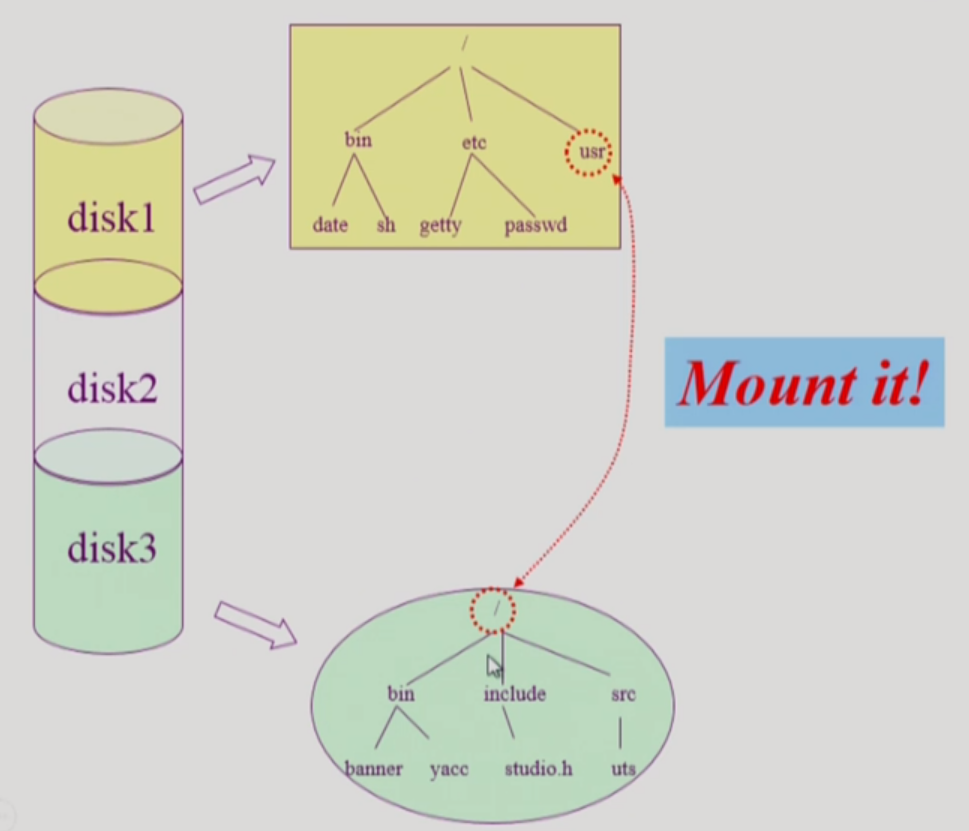 /
bin etc usr
date sh getty passwd
disk1
disk2
Mount it!
disk3
/
bin include src
banner yacc studio.h uts